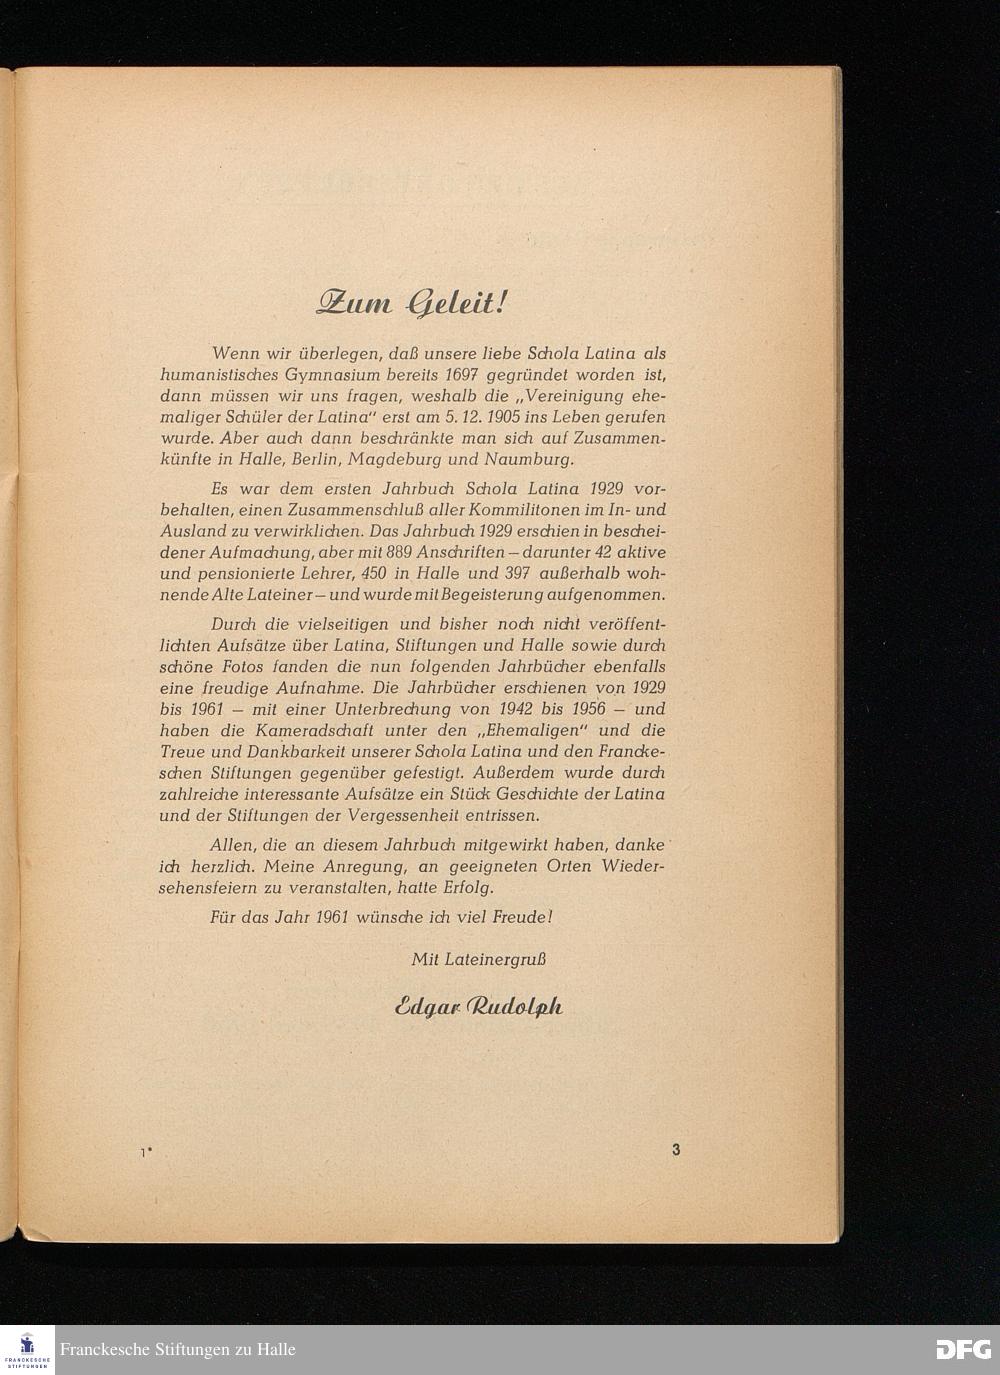 Zum Geleit!
Wenn wir überlegen, daß unsere liebe Schola Latina als
humanistisches Gymnasium bereits 1697 gegründet worden ist,
dann müssen wir uns fragen, weshalb die „Vereinigung ehe-
maliger Schüler der Latina“ erst am 5. 12. 1905 ins Leben gerufen
wurde. Aber auch dann beschränkte man sich auf Zusammen-
künfte in Halle, Berlin, Magdeburg und Naumburg.
Es war dem ersten Jahrbuch Schola Latina 1929 vor-
behalten, einen Zusammenschluß aller Kommilitonen im In- und
Ausland zu verwirklichen. Das Jahrbuch 1929 erschien in beschei-
dener Aufmachung, aber mit 889 Anschriften – darunter 42 aktive
und pensionierte Lehrer, 450 in Halle und 397 außerhalb woh-
nende Alte Lateiner – und wurde mit Begeisterung aufgenommen.
Durch die vielseitigen und bisher noch nicht veröffent-
lichten Aufsätze über Latina, Stiftungen und Halle sowie durch
schöne Fotos fanden die nun folgenden Jahrbücher ebenfalls
eine freudige Aufnahme. Die Jahrbücher erschienen von 1929
bis 1961 – mit einer Unterbrechung von 1942 bis 1956 – und
haben die Kameradschaft unter den „Ehemaligen“ und die
Treue und Dankbarkeit unserer Schola Latina und den Francke-
schen Stiftungen gegenüber gefestigt. Außerdem wurde durch
zahlreiche interessante Aufsätze ein Stück Geschichte der Latina
und der Stiftungen der Vergessenheit entrissen.
Allen, die an diesem Jahrbuch mitgewirkt haben, danke
ich herzlich. Meine Anregung, an geeigneten Orten Wieder-
sehensfeiern zu veranstalten, hatte Erfolg.
Für das Jahr 1961 wünsche ich viel Freude!
Mit Lateinergruß
Edgar Rudolph
1*
3
FRANCKESCHE
STIFTUNGEN
Franckesche Stiftungen zu Halle
DFG